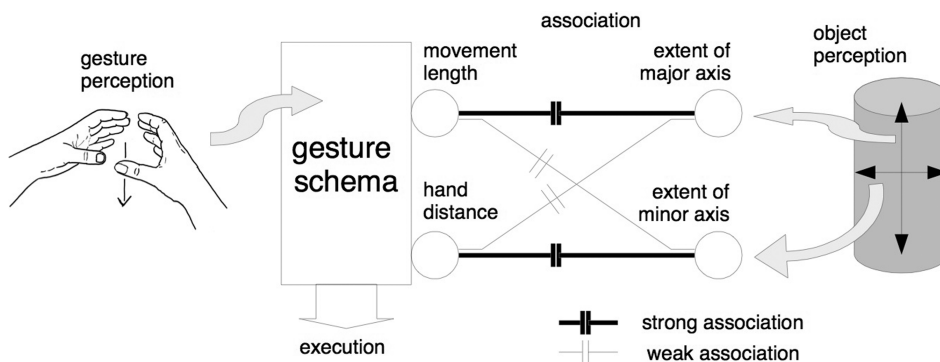 association
gesture
perception
movement
length
extent of
major axis
object
perception
gesture
schema
hand
distance
extent of
minor axis
execution
strong association
weak association